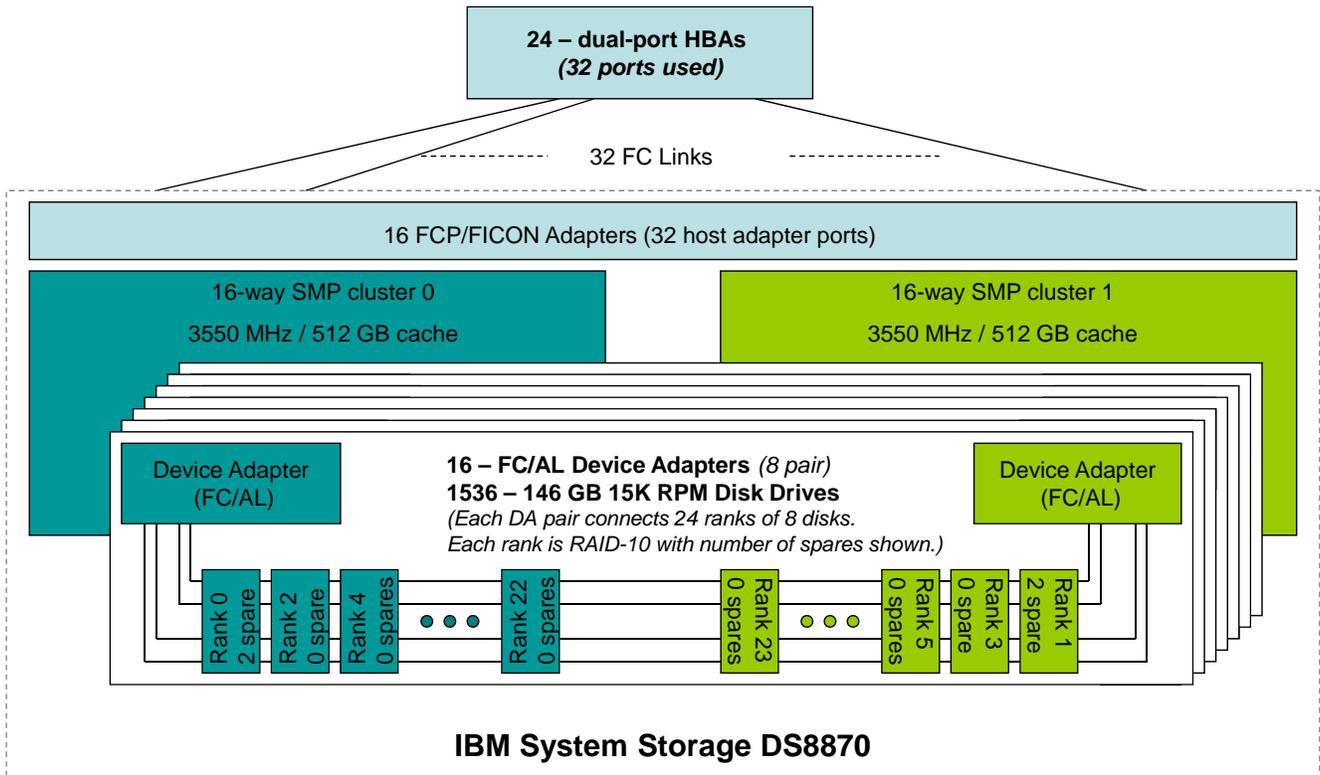 24 – dual-port HBAs
(32 ports used)
32 FC Links
16 FCP/FICON Adapters (32 host adapter ports)
16-way SMP cluster 0
3550 MHz / 512 GB cache
16-way SMP cluster 1
3550 MHz / 512 GB cache
Device Adapter
(FC/AL)
16 – FC/AL Device Adapters (8 pair)
1536 – 146 GB 15K RPM Disk Drives
(Each DA pair connects 24 ranks of 8 disks.
Each rank is RAID-10 with number of spares shown.)
Device Adapter
(FC/AL)
Rank 0
2 spare
Rank 2
0 spare
Rank 4
0 spares
Rank 22
0 spares
Rank 23
0 spares
Rank 5
0 spares
Rank 3
0 spare
Rank 1
2 spare
IBM System Storage DS8870